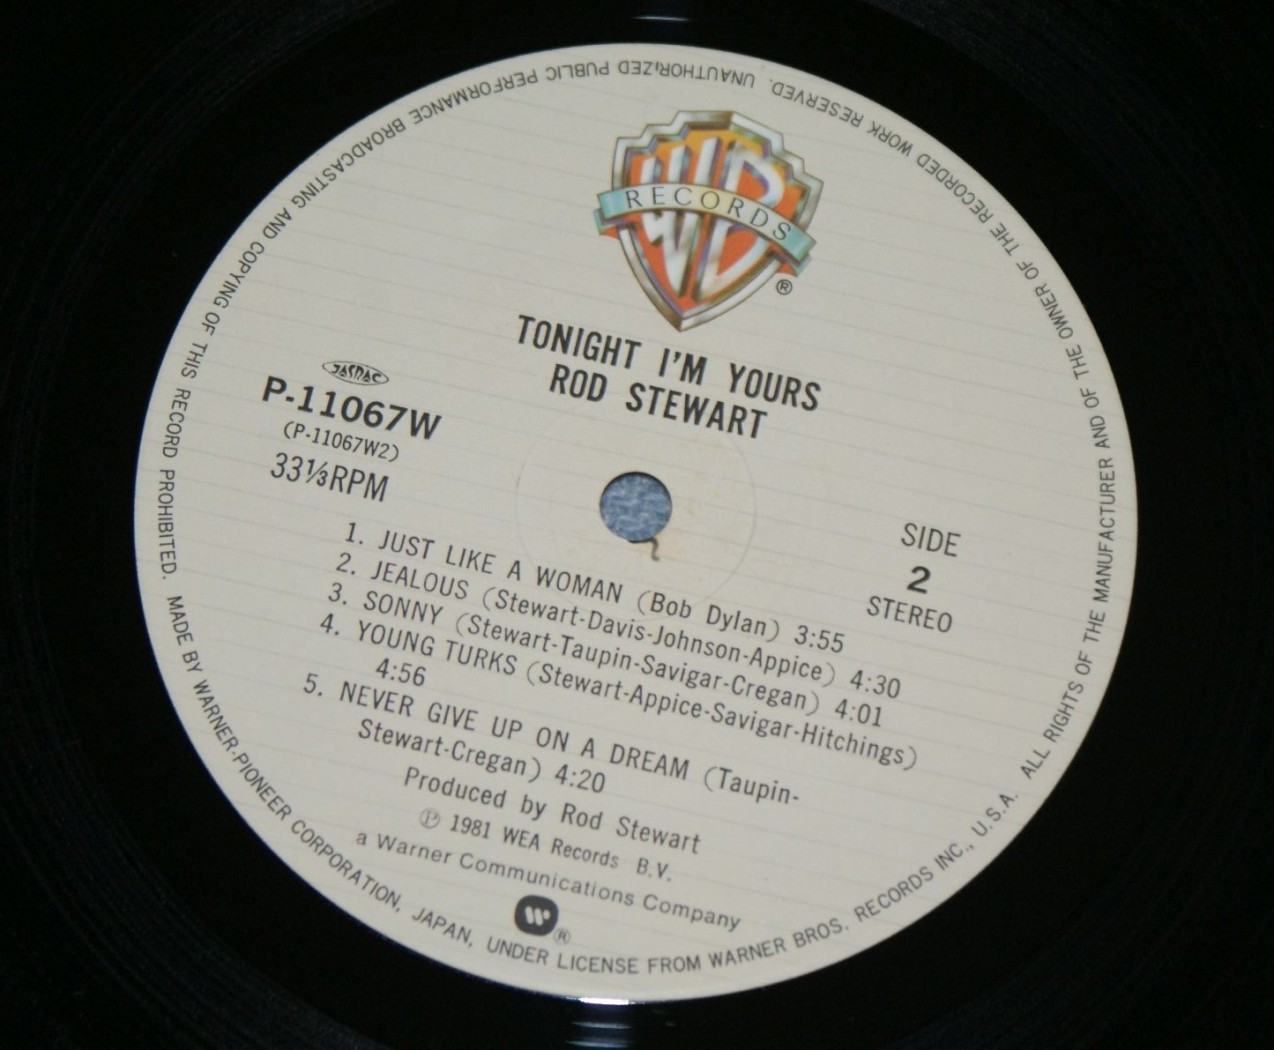 WB
RECORDS
®
TONIGHT I'M YOURS
ROD STEWART
JASRAC
P-11067W
(P-11067W2)
33⅓RPM
SIDE
2
STEREO
1. JUST LIKE A WOMAN (Bob Dylan) 3:55
2. JEALOUS (Stewart-Davis-Johnson-Appice) 4:30
3. SONNY (Stewart-Taupin-Savigar-Cregan) 4:01
4. YOUNG TURKS (Stewart-Appice-Savigar-Hitchings)
4:56
5. NEVER GIVE UP ON A DREAM (Taupin-
Stewart-Cregan) 4:20
Produced by Rod Stewart
℗ 1981 WEA Records B.V.
a Warner Communications Company
W®
MADE BY WARNER-PIONEER CORPORATION, JAPAN, UNDER LICENSE FROM WARNER BROS. RECORDS INC., U.S.A. ALL RIGHTS OF THE MANUFACTURER AND OF THE OWNER OF THE RECORDED WORK RESERVED. UNAUTHORIZED PUBLIC PERFORMANCE BROADCASTING AND COPYING OF THIS RECORD PROHIBITED.